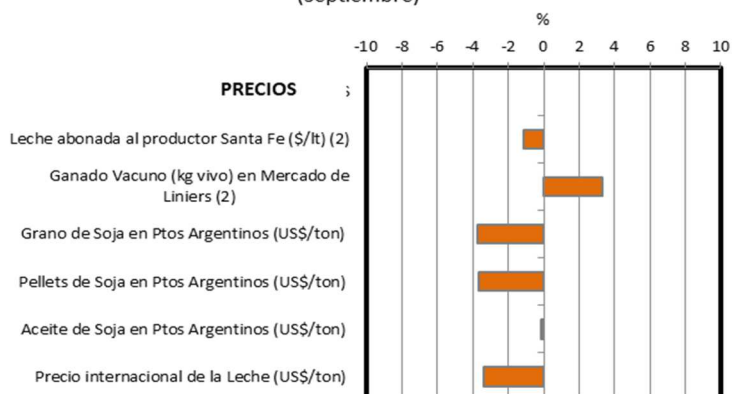 (Septiembre)
%
-10 -8 -6 -4 -2 0 2 4 6 8 10
PRECIOS
Leche abonada al productor Santa Fe ($/lt) (2)
Ganado Vacuno (kg vivo) en Mercado de
Liniers (2)
Grano de Soja en Ptos Argentinos (US$/ton)
Pellets de Soja en Ptos Argentinos (US$/ton)
Aceite de Soja en Ptos Argentinos (US$/ton)
Precio internacional de la Leche (US$/ton)